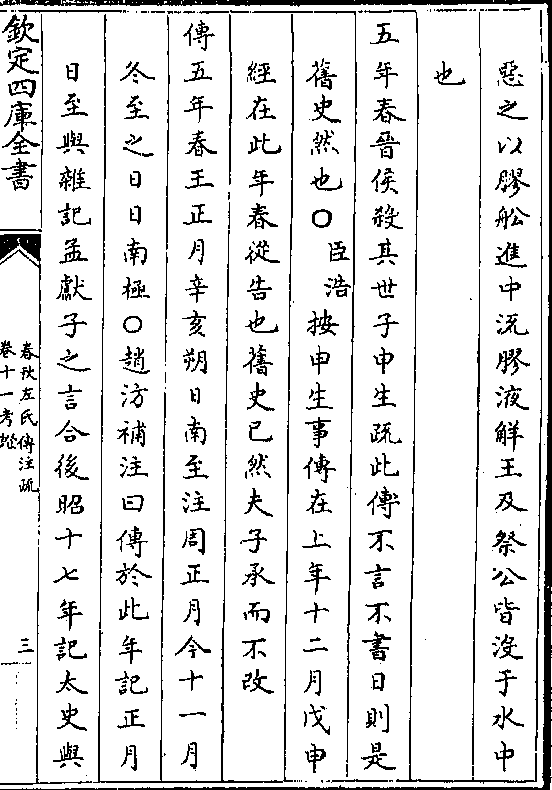 惡之以膠船進中流膠液解王及祭公皆沒于水中
也
五年春晉侯殺其世子申生疏此傳不言不書日則是
舊史然也○臣浩按申生事傳在上年十二月戊申
經在此年春從告也舊史已然夫子承而不改
傳五年春王正月辛亥朔日南至注周正月今十一月
冬至之日日南極○趙汸補注曰傳於此年記正月
日至與雜記孟獻子之言合後昭十七年記太史與
欽定四庫全書
春秋左氏傳注疏
卷十一考證
三